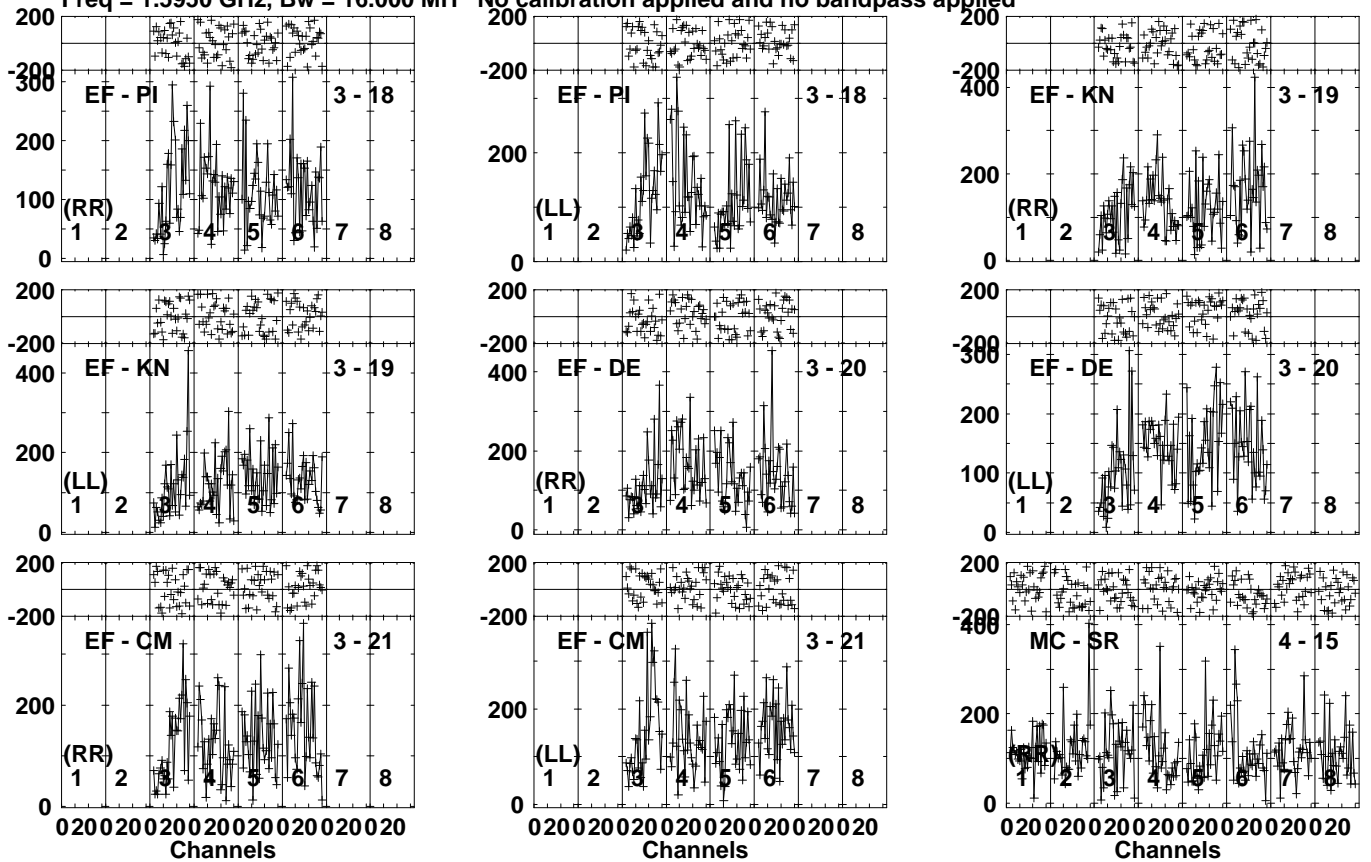 Freq = 1.5950 GHz, Bw = 16.000 MH No calibration applied and no bandpass applied
200 200 200
-200 -200 -200
300
EF - PI 3 - 18 EF - PI 3 - 18 EF - KN 3 - 19
400
200 200 200
100
(RR) (LL) (RR)
1 2 3 4 5 6 7 8 1 2 3 4 5 6 7 8 1 2 3 4 5 6 7 8
0 0 0
200 200 200
-200 -200 -200
300
EF - KN 3 - 19 EF - DE 3 - 20 EF - DE 3 - 20
400 400
200 200 200
100
(LL) (RR) (LL)
1 2 3 4 5 6 7 8 1 2 3 4 5 6 7 8 1 2 3 4 5 6 7 8
0 0 0
200 200 200
-200 -200 -200
400
EF - CM 3 - 21 EF - CM 3 - 21 MC - SR 4 - 15
200 200 200
(RR) (LL) (RR)
1 2 3 4 5 6 7 8 1 2 3 4 5 6 7 8 1 2 3 4 5 6 7 8
0 0 0
0 20 0 20 0 20 0 20 0 20 0 20 0 20 0 20 0 20 0 20 0 20 0 20 0 20 0 20 0 20 0 20 0 20 0 20 0 20 0 20 0 20 0 20 0 20 0 20
Channels Channels Channels